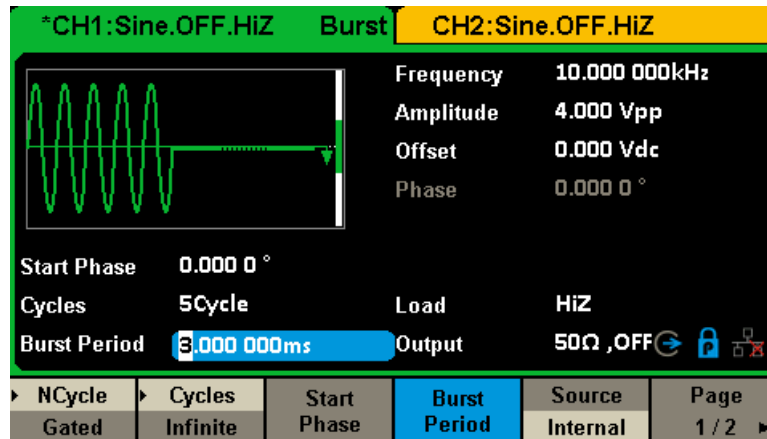 *CH1:Sine.OFF.HiZ Burst
CH2:Sine.OFF.HiZ
Frequency 10.000 000kHz
Amplitude 4.000 Vpp
Offset 0.000 Vdc
Phase 0.000 0 °
Start Phase 0.000 0 °
Cycles 5Cycle
Load HiZ
Burst Period 3.000 000ms
Output 50Ω ,OFF
NCycle
Gated
Cycles
Infinite
Start
Phase
Burst
Period
Source
Internal
Page
1 / 2